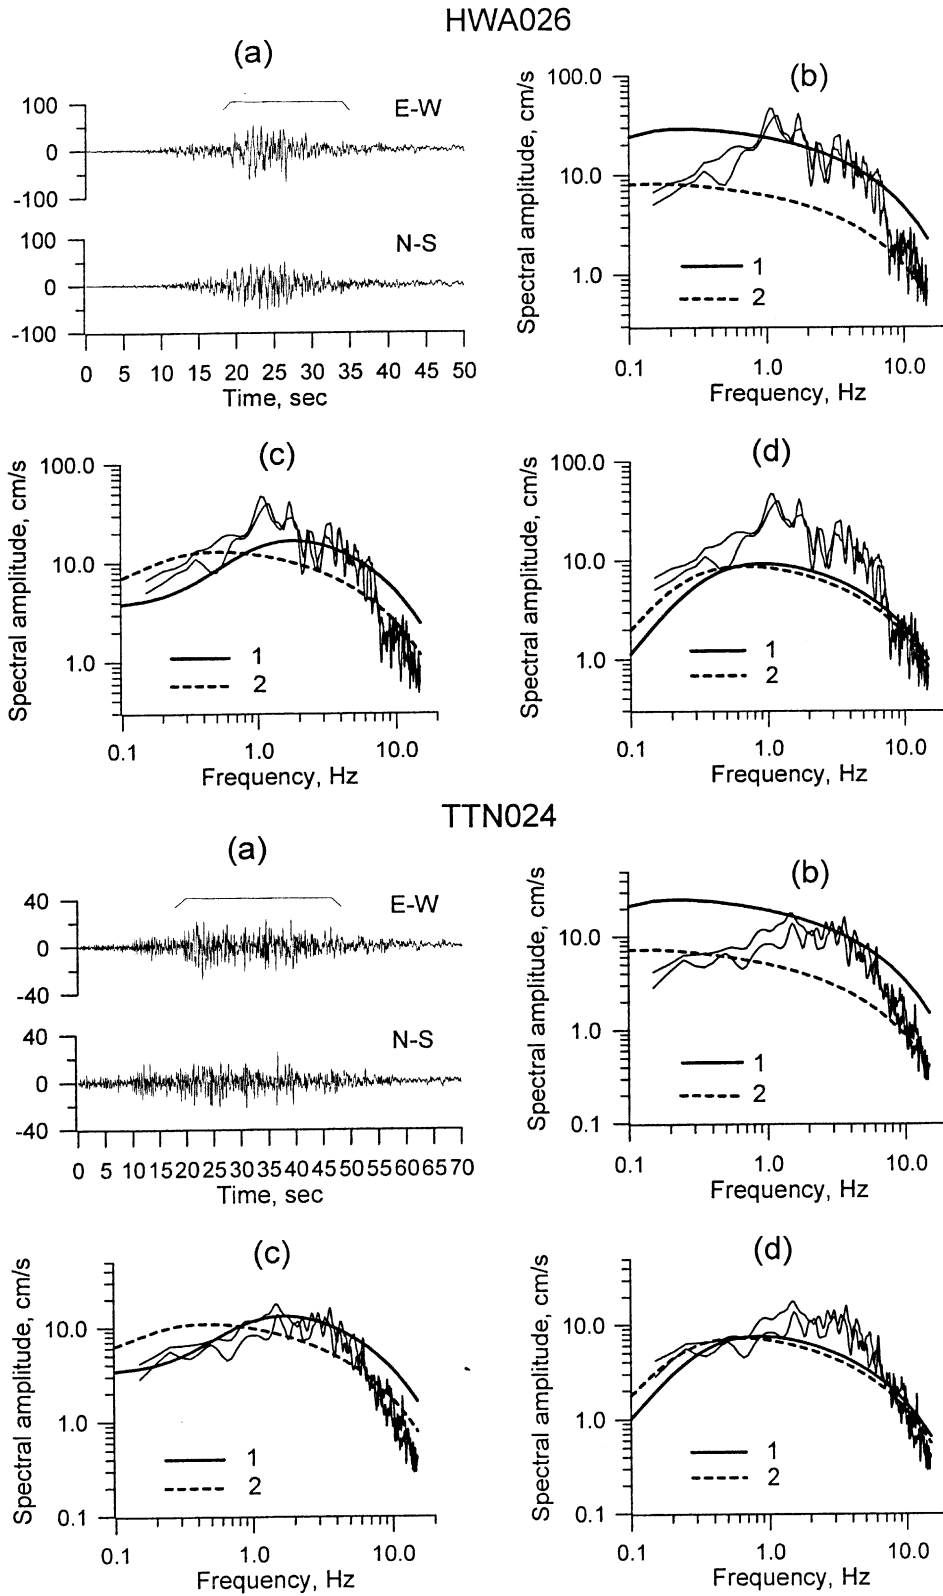 HWA026
(a)
E-W
100
0
-100
N-S
100
0
-100
0 5 10 15 20 25 30 35 40 45 50
Time, sec
(b)
Spectral amplitude, cm/s
100.0
10.0
1.0
1
2
0.1 1.0 10.0
Frequency, Hz
(c)
Spectral amplitude, cm/s
100.0
10.0
1.0
1
2
0.1 1.0 10.0
Frequency, Hz
(d)
Spectral amplitude, cm/s
100.0
10.0
1.0
1
2
0.1 1.0 10.0
Frequency, Hz
TTN024
(a)
E-W
40
0
-40
N-S
40
0
-40
0 5 10 15 20 25 30 35 40 45 50 55 60 65 70
Time, sec
(b)
Spectral amplitude, cm/s
10.0
1.0
0.1
1
2
0.1 1.0 10.0
Frequency, Hz
(c)
Spectral amplitude, cm/s
10.0
1.0
0.1
1
2
0.1 1.0 10.0
Frequency, Hz
(d)
Spectral amplitude, cm/s
10.0
1.0
0.1
1
2
0.1 1.0 10.0
Frequency, Hz